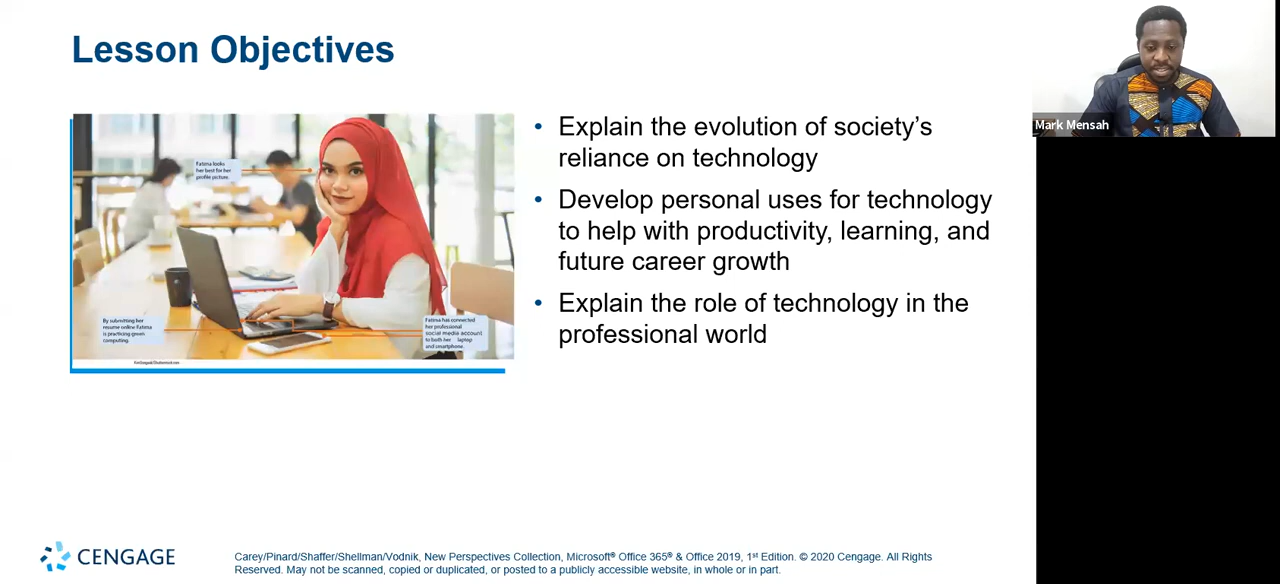 Lesson Objectives
Mark Mensah
Fatima looks
her best for her
profile picture.
By submitting her
resume online Fatima
is practicing green
computing.
Fatima has connected
her professional
social media account
to both her laptop
and smartphone.
• Explain the evolution of society’s
reliance on technology
• Develop personal uses for technology
to help with productivity, learning, and
future career growth
• Explain the role of technology in the
professional world
CENGAGE
Carey/Pinard/Shaffer/Shellman/Vodnik, New Perspectives Collection, Microsoft® Office 365® & Office 2019, 1st Edition. © 2020 Cengage. All Rights
Reserved. May not be scanned, copied or duplicated, or posted to a publicly accessible website, in whole or in part.